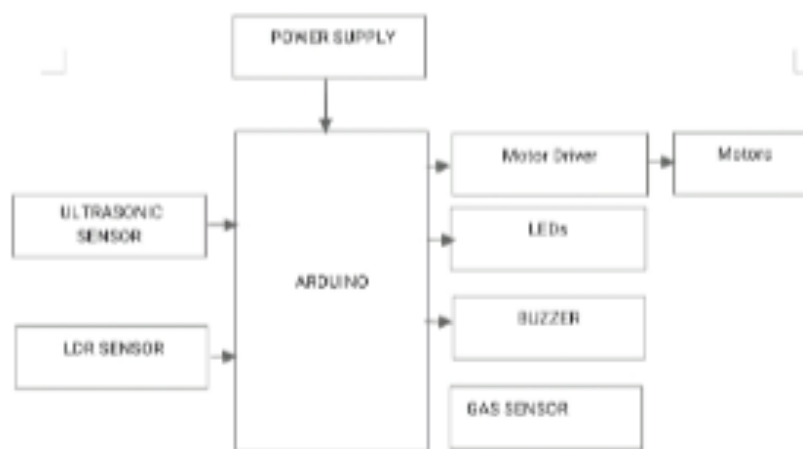 POWER SUPPLY
Motor Driver
Motors
ULTRASONIC
SENSOR
LEDs
ARDUINO
BUZZER
LDR SENSOR
GAS SENSOR